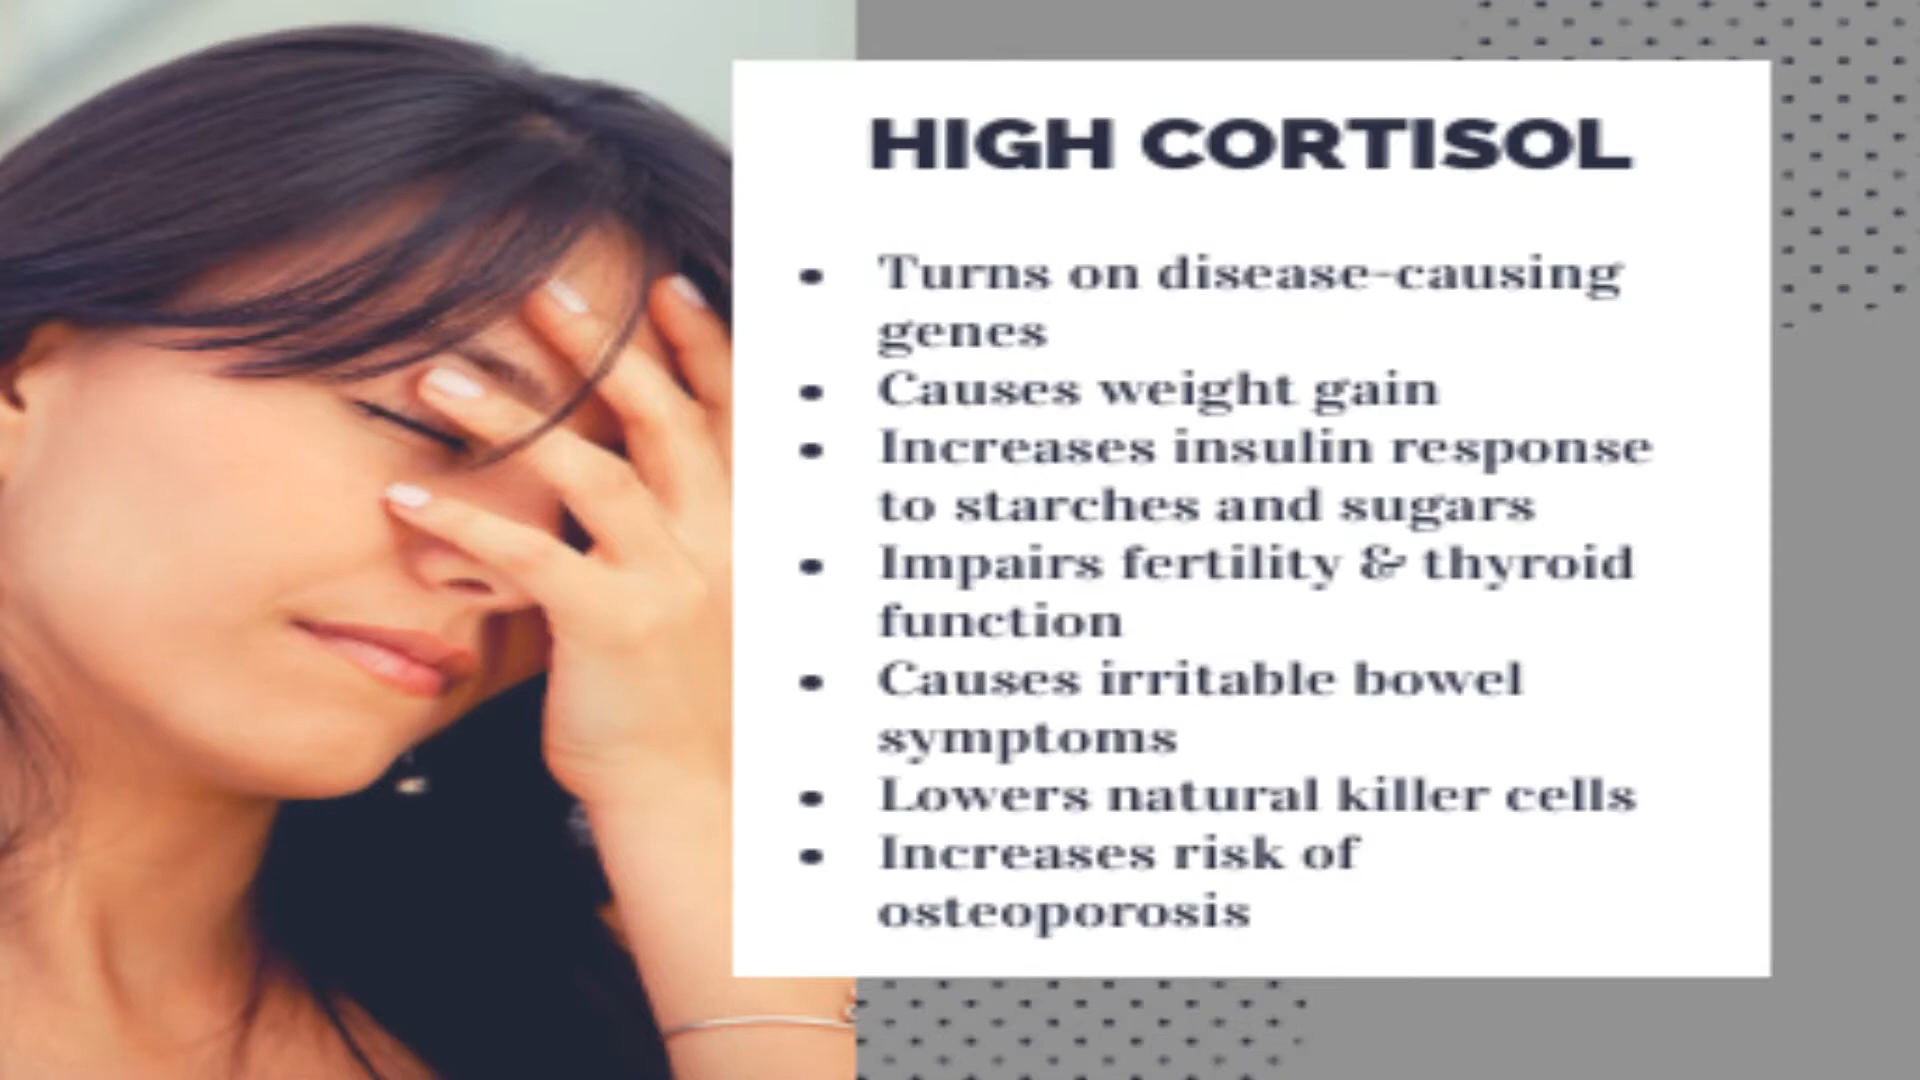 HIGH CORTISOL
• Turns on disease-causing
genes
• Causes weight gain
• Increases insulin response
to starches and sugars
• Impairs fertility & thyroid
function
• Causes irritable bowel
symptoms
• Lowers natural killer cells
• Increases risk of
osteoporosis